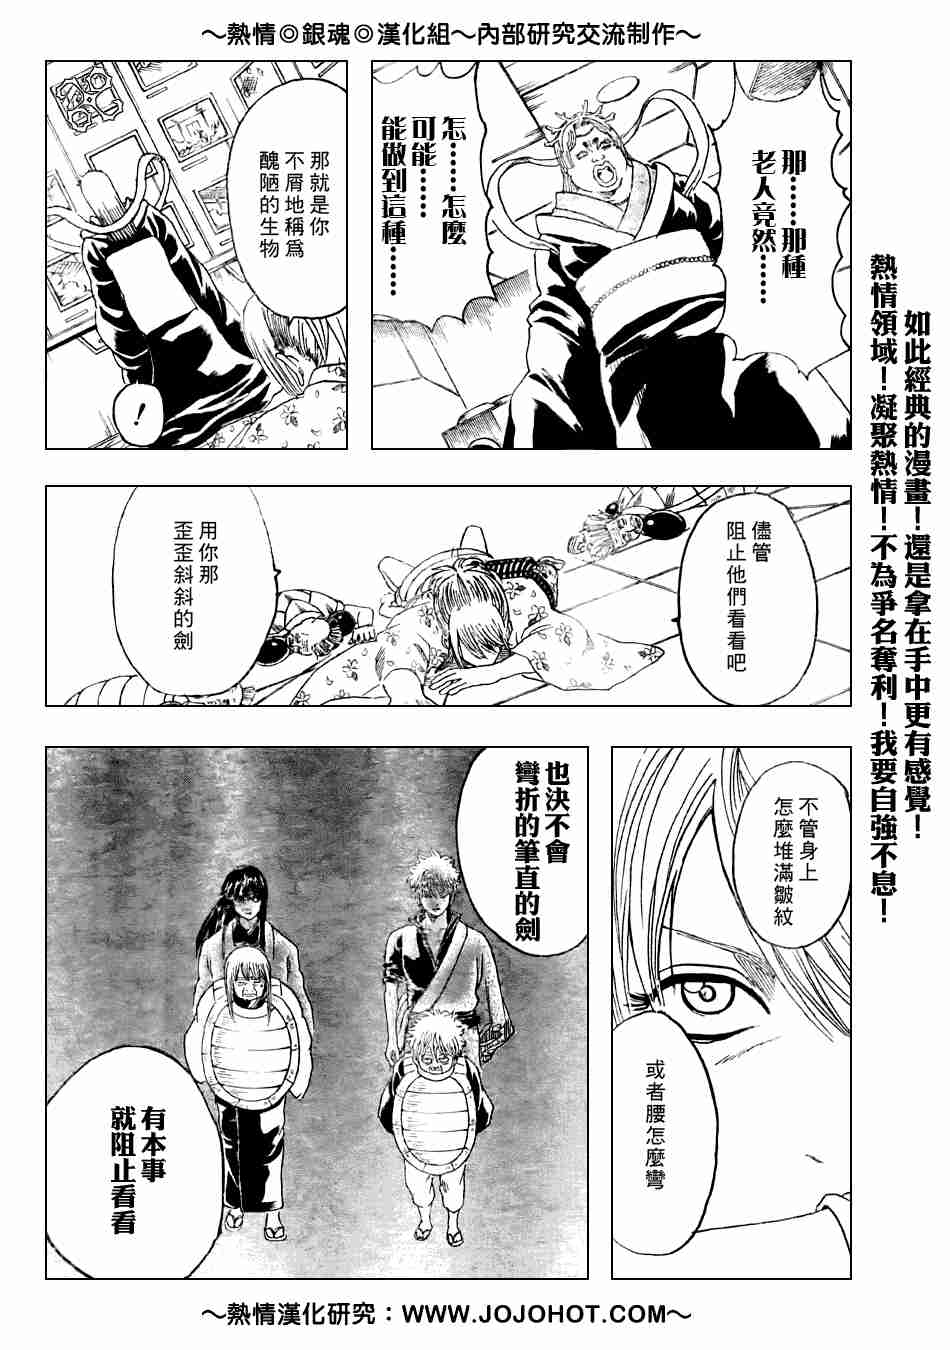 ～熱情◎銀魂◎漢化組～內部研究交流制作～
那……那種
老人竟然……
怎……怎麼
可能……
能做到這種……
那就是你
不屑地稱為
醜陋的生物
！
儘管
阻止他們看看吧
用你那
歪歪斜斜的劍
不管身上
怎麼堆滿皺紋
或者腰怎麼彎
也決不會
彎折的筆直的劍
有本事
就阻止看看
如此經典的漫畫！還是拿在手中更有感覺！
熱情領域！凝聚熱情！不為爭名奪利！我要自強不息！
～熱情漢化研究：WWW.JOJOHOT.COM～